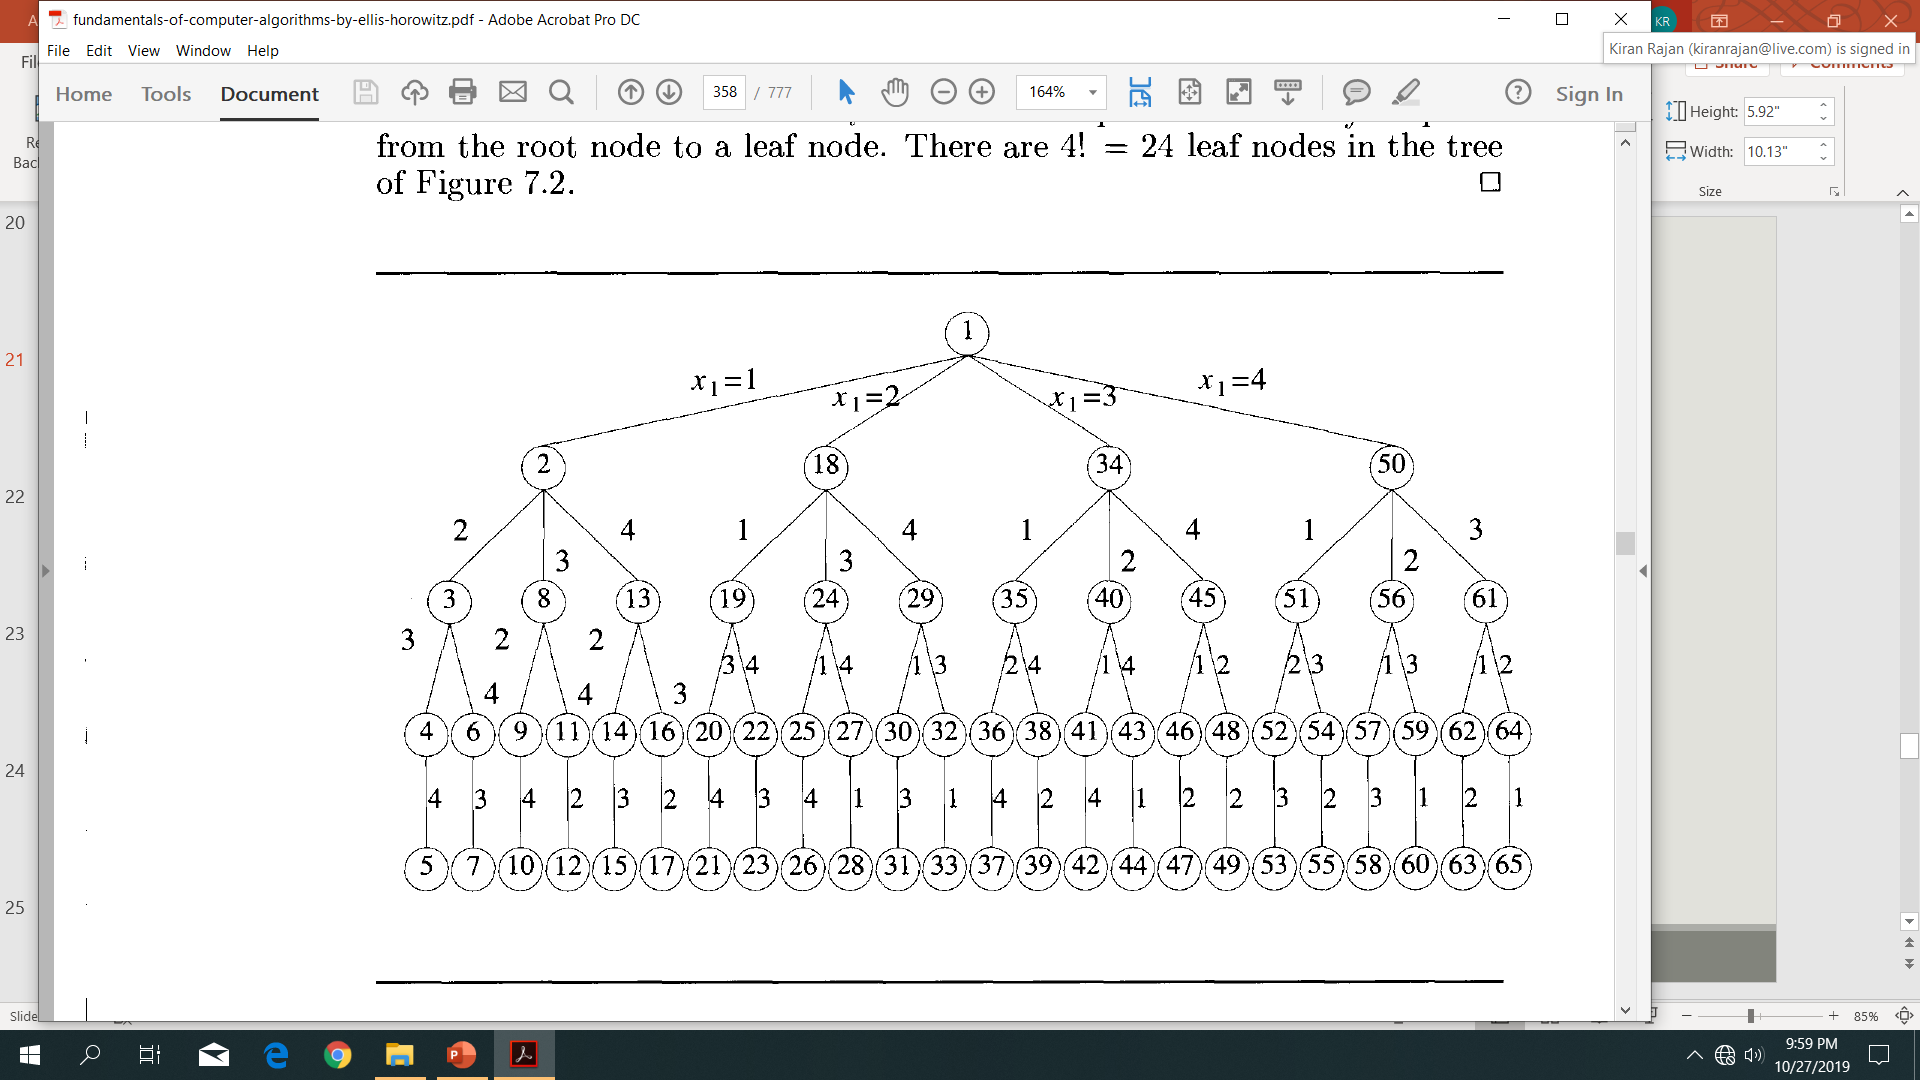 fundamentals-of-computer-algorithms-by-ellis-horowitz.pdf - Adobe Acrobat Pro DC
KR
File Edit View Window Help
Kiran Rajan (kiranrajan@live.com) is signed in
Home Tools Document 358 / 777 164% Sign In
Height: 5.92"
Width: 10.13"
Size
from the root node to a leaf node. There are 4! = 24 leaf nodes in the tree
of Figure 7.2.
1
x1=1 x1=2 x1=3 x1=4
2 18 34 50
2 3 4 1 3 4 1 2 4 1 2 3
3 8 13 19 24 29 35 40 45 51 56 61
3 4 2 4 2 3 3 4 1 4 1 3 2 4 1 4 1 2 2 3 1 3 1 2
4 6 9 11 14 16 20 22 25 27 30 32 36 38 41 43 46 48 52 54 57 59 62 64
4 3 4 2 3 2 4 3 4 1 3 1 4 2 4 1 2 2 3 2 3 1 2 1
5 7 10 12 15 17 21 23 26 28 31 33 37 39 42 44 47 49 53 55 58 60 63 65
20
21
22
23
24
25
Slide
85%
9:59 PM
10/27/2019